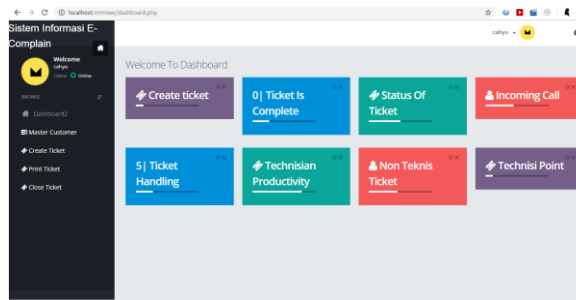 localhost/crmnew/dashboard.php
Sistem Informasi E-
Complain
cahyo
Welcome
cahyo
Online
BROWSE
Dashboard2
Master Customer
Create Ticket
Print Ticket
Close Ticket
Welcome To Dashboard
Create ticket
0| Ticket Is
Complete
Status Of
Ticket
Incoming Call
5| Ticket
Handling
Technisian
Productivity
Non Teknis
Ticket
Technisi Point